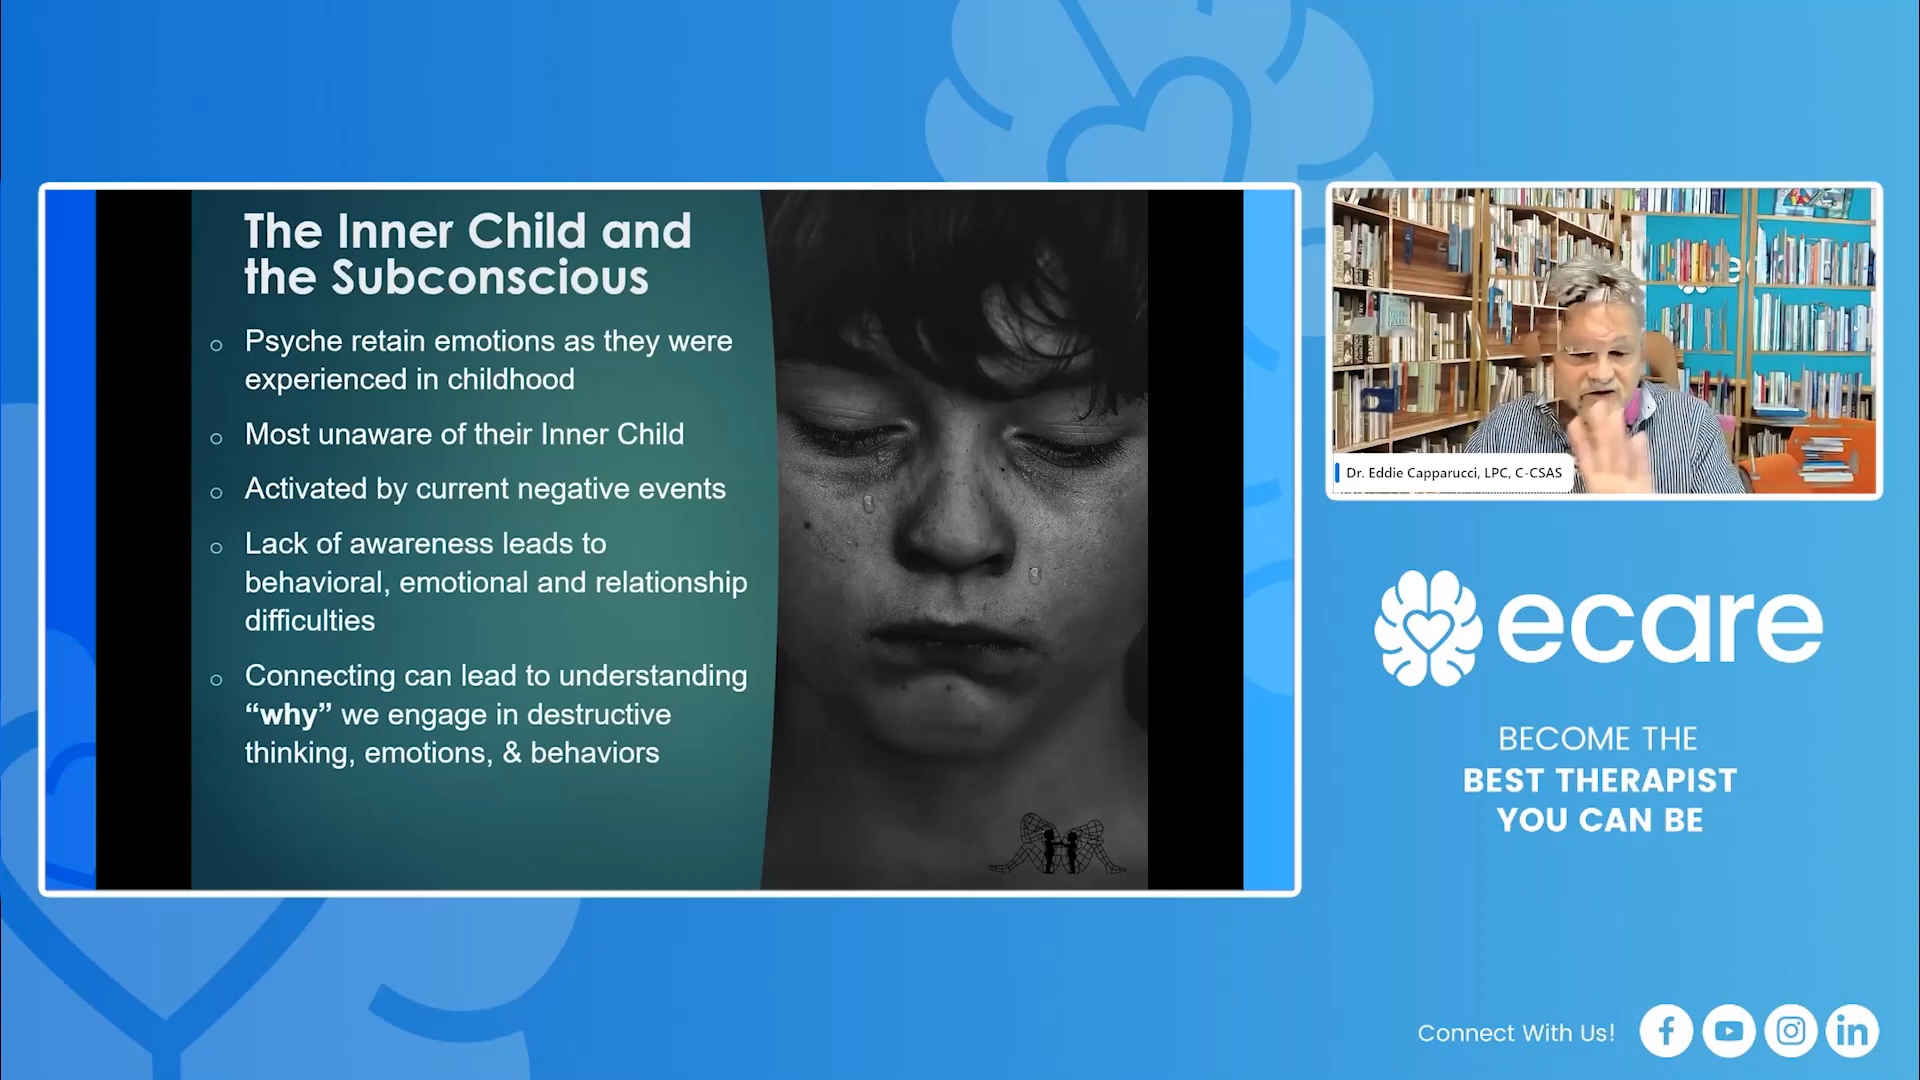 The Inner Child and
the Subconscious
Psyche retain emotions as they were
experienced in childhood
Most unaware of their Inner Child
Activated by current negative events
Lack of awareness leads to
behavioral, emotional and relationship
difficulties
Connecting can lead to understanding
“why” we engage in destructive
thinking, emotions, & behaviors
Dr. Eddie Capparucci, LPC, C-CSAS
ecare
BECOME THE
BEST THERAPIST
YOU CAN BE
Connect With Us!